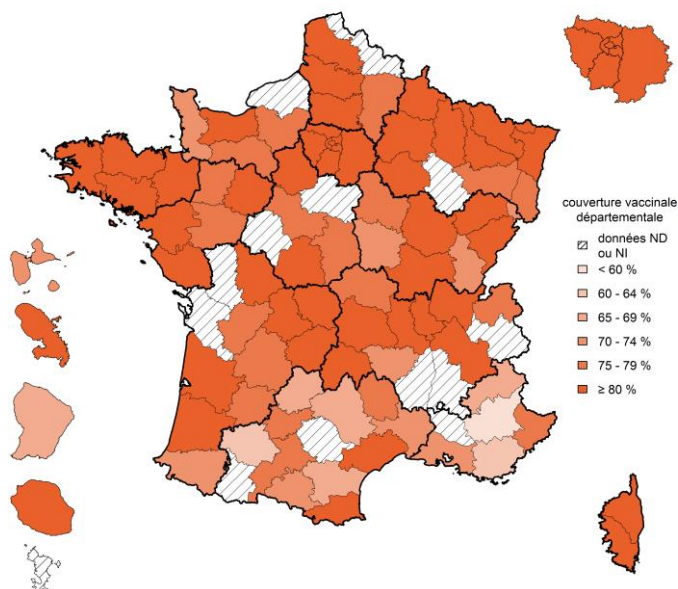 couverture vaccinale
départementale
données ND
ou NI
< 60 %
60 - 64 %
65 - 69 %
70 - 74 %
75 - 79 %
≥ 80 %